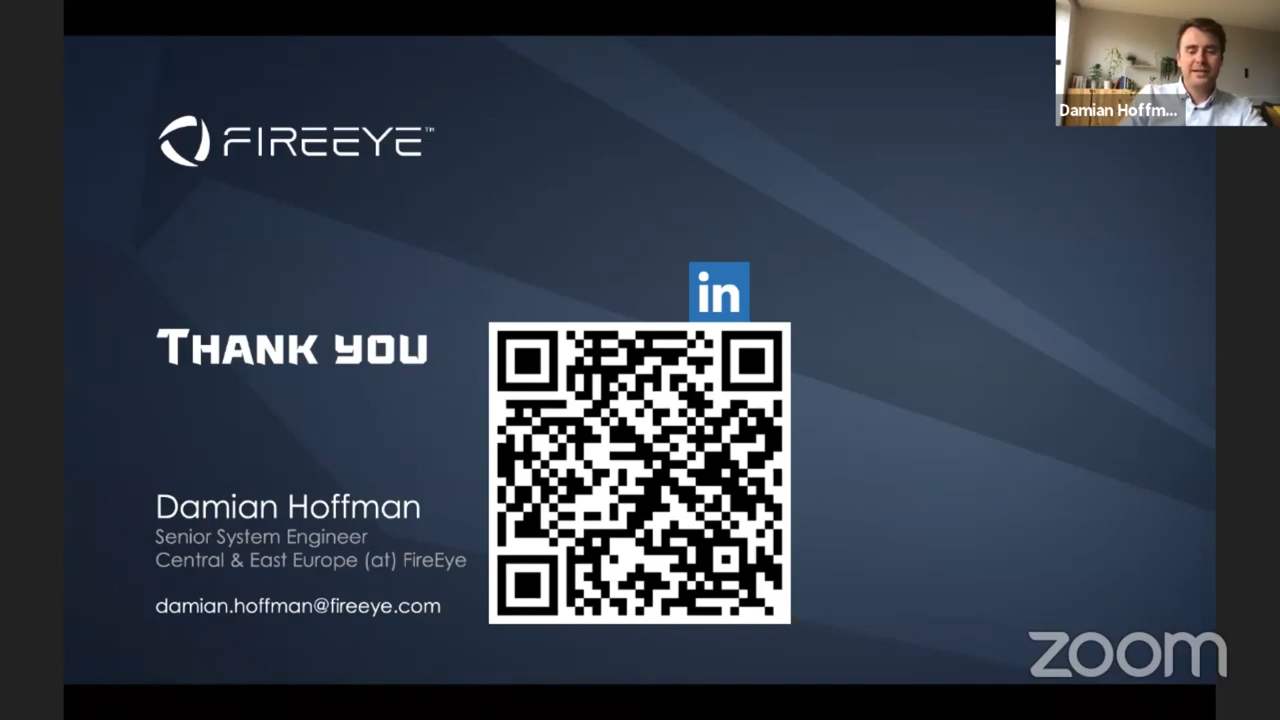 FIREEYE™
Damian Hoffm...
in
THANK YOU
Damian Hoffman
Senior System Engineer
Central & East Europe (at) FireEye
damian.hoffman@fireeye.com
zoom